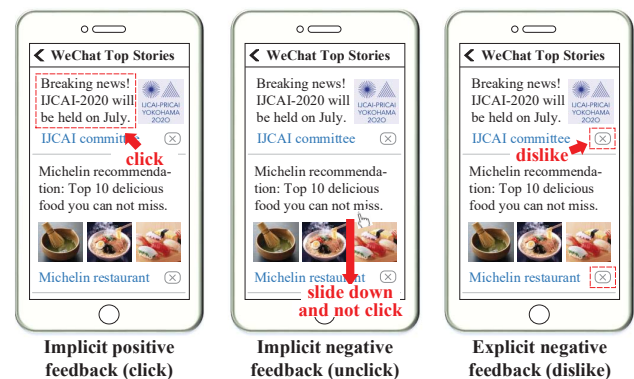 WeChat Top Stories
Breaking news!
IJCAI-2020 will
be held on July.
IJCAI-PRICAI
YOKOHAMA
2020
IJCAI committe
click
Michelin recommenda-
tion: Top 10 delicious
food you can not miss.
Michelin restaurant
Implicit positive
feedback (click)
WeChat Top Stories
Breaking news!
IJCAI-2020 will
be held on July.
IJCAI-PRICAI
YOKOHAMA
2020
IJCAI committee
Michelin recommenda-
tion: Top 10 delicious
food you can not miss.
Michelin restaurant
slide down
and not click
Implicit negative
feedback (unclick)
WeChat Top Stories
Breaking news!
IJCAI-2020 will
be held on July.
IJCAI-PRICAI
YOKOHAMA
2020
IJCAI committee
dislike
Michelin recommenda-
tion: Top 10 delicious
food you can not miss.
Michelin restaurant
Explicit negative
feedback (dislike)